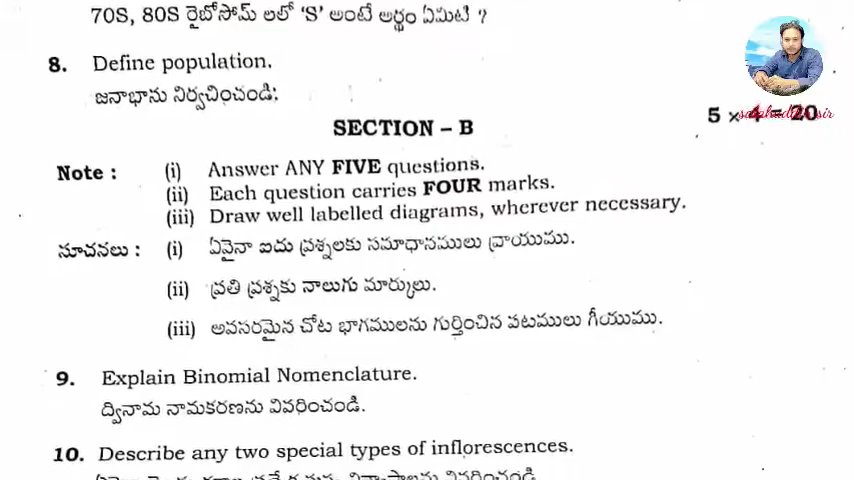 70S, 80S రైబోసోమ్ లలో 'S' అంటే అర్థం ఏమిటి ?
8. Define population.
జనాభాను నిర్వచించండి:
SECTION – B
5 × 4 = 20
Note : (i) Answer ANY FIVE questions.
(ii) Each question carries FOUR marks.
(iii) Draw well labelled diagrams, wherever necessary.
సూచనలు : (i) ఏవైనా ఐదు ప్రశ్నలకు సమాధానములు వ్రాయుము.
(ii) ప్రతి ప్రశ్నకు నాలుగు మార్కులు.
(iii) అవసరమైన చోట భాగములను గుర్తించిన పటములు గీయుము.
9. Explain Binomial Nomenclature.
ద్వినామ నామకరణను వివరించండి.
10. Describe any two special types of inflorescences.